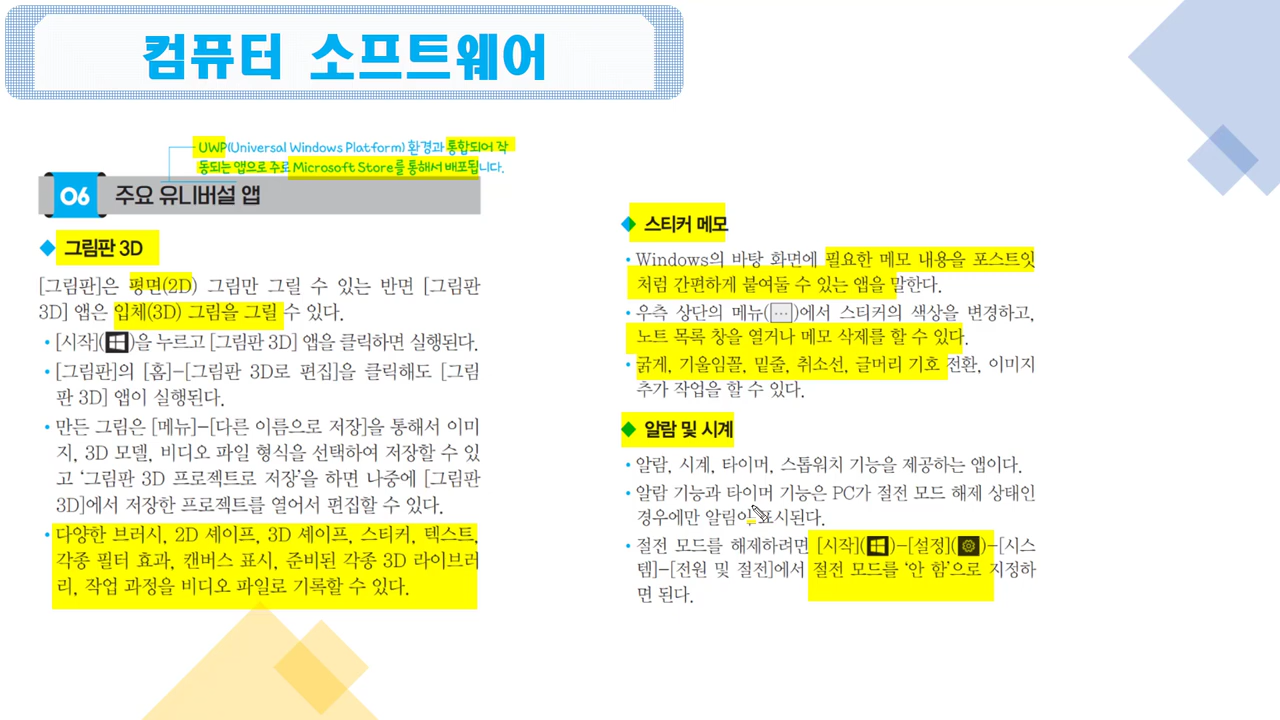 컴퓨터 소프트웨어
UWP(Universal Windows Platform) 환경과 통합되어 작
동되는 앱으로 주로 Microsoft Store를 통해서 배포됩니다.
06 주요 유니버설 앱
그림판 3D
[그림판]은 평면(2D) 그림만 그릴 수 있는 반면 [그림판
3D] 앱은 입체(3D) 그림을 그릴 수 있다.
• [시작]()을 누르고 [그림판 3D] 앱을 클릭하면 실행된다.
• [그림판]의 [홈]–[그림판 3D로 편집]을 클릭해도 [그림
판 3D] 앱이 실행된다.
• 만든 그림은 [메뉴]–[다른 이름으로 저장]을 통해서 이미
지, 3D 모델, 비디오 파일 형식을 선택하여 저장할 수 있
고 ‘그림판 3D 프로젝트로 저장’을 하면 나중에 [그림판
3D]에서 저장한 프로젝트를 열어서 편집할 수 있다.
• 다양한 브러시, 2D 셰이프, 3D 셰이프, 스티커, 텍스트,
각종 필터 효과, 캔버스 표시, 준비된 각종 3D 라이브러
리, 작업 과정을 비디오 파일로 기록할 수 있다.
스티커 메모
• Windows의 바탕 화면에 필요한 메모 내용을 포스트잇
처럼 간편하게 붙여둘 수 있는 앱을 말한다.
• 우측 상단의 메뉴(…)에서 스티커의 색상을 변경하고,
노트 목록 창을 열거나 메모 삭제를 할 수 있다.
• 굵게, 기울임꼴, 밑줄, 취소선, 글머리 기호 전환, 이미지
추가 작업을 할 수 있다.
알람 및 시계
• 알람, 시계, 타이머, 스톱워치 기능을 제공하는 앱이다.
• 알람 기능과 타이머 기능은 PC가 절전 모드 해제 상태인
경우에만 알림이 표시된다.
• 절전 모드를 해제하려면 [시작]()–[설정]()–[시스
템]–[전원 및 절전]에서 절전 모드를 ‘안 함’으로 지정하
면 된다.